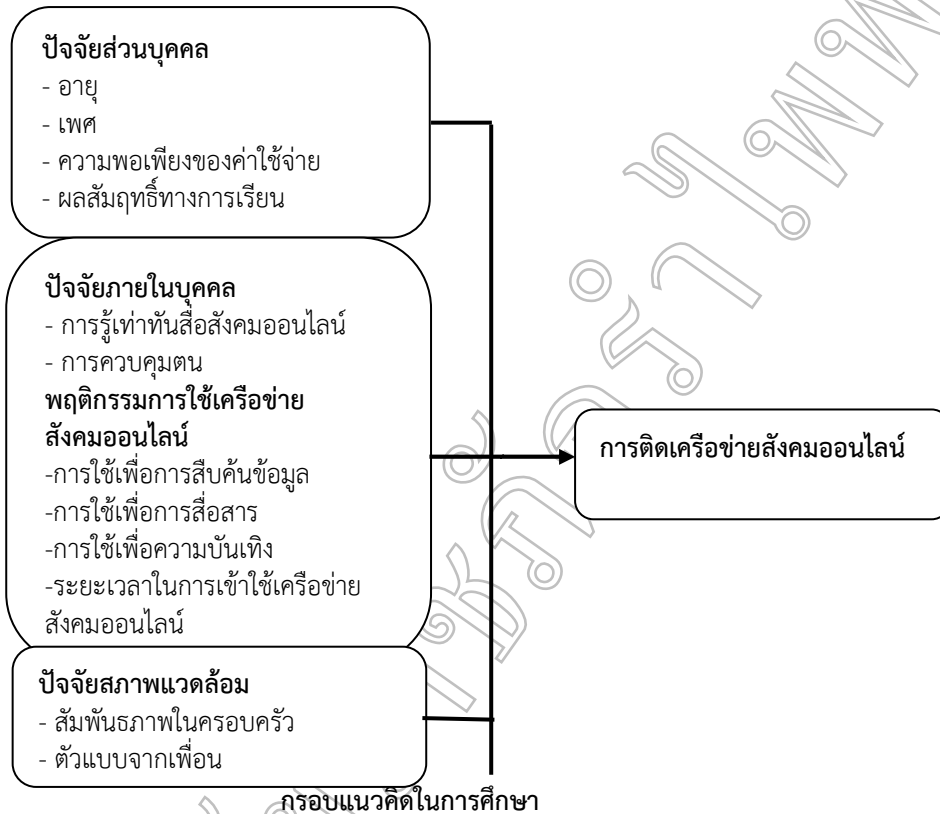 ปัจจัยส่วนบุคคล
- อายุ
- เพศ
- ความพอเพียงของค่าใช้จ่าย
- ผลสัมฤทธิ์ทางการเรียน
ปัจจัยภายในบุคคล
- การรู้เท่าทันสื่อสังคมออนไลน์
- การควบคุมตน
พฤติกรรมการใช้เครือข่าย
สังคมออนไลน์
-การใช้เพื่อการสืบค้นข้อมูล
-การใช้เพื่อการสื่อสาร
-การใช้เพื่อความบันเทิง
-ระยะเวลาในการเข้าใช้เครือข่าย
สังคมออนไลน์
ปัจจัยสภาพแวดล้อม
- สัมพันธภาพในครอบครัว
- ตัวแบบจากเพื่อน
การติดเครือข่ายสังคมออนไลน์
กรอบแนวคิดในการศึกษา